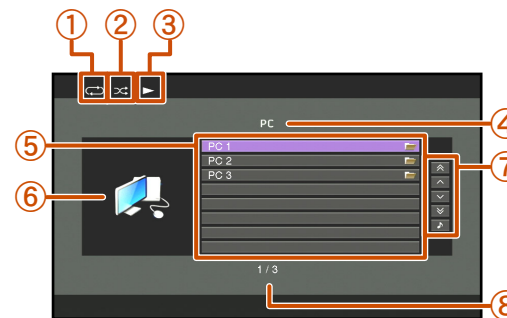 ① ② ③
PC ④
⑤ PC 1
PC 2
PC 3
⑦
⑥
1 / 3
⑧